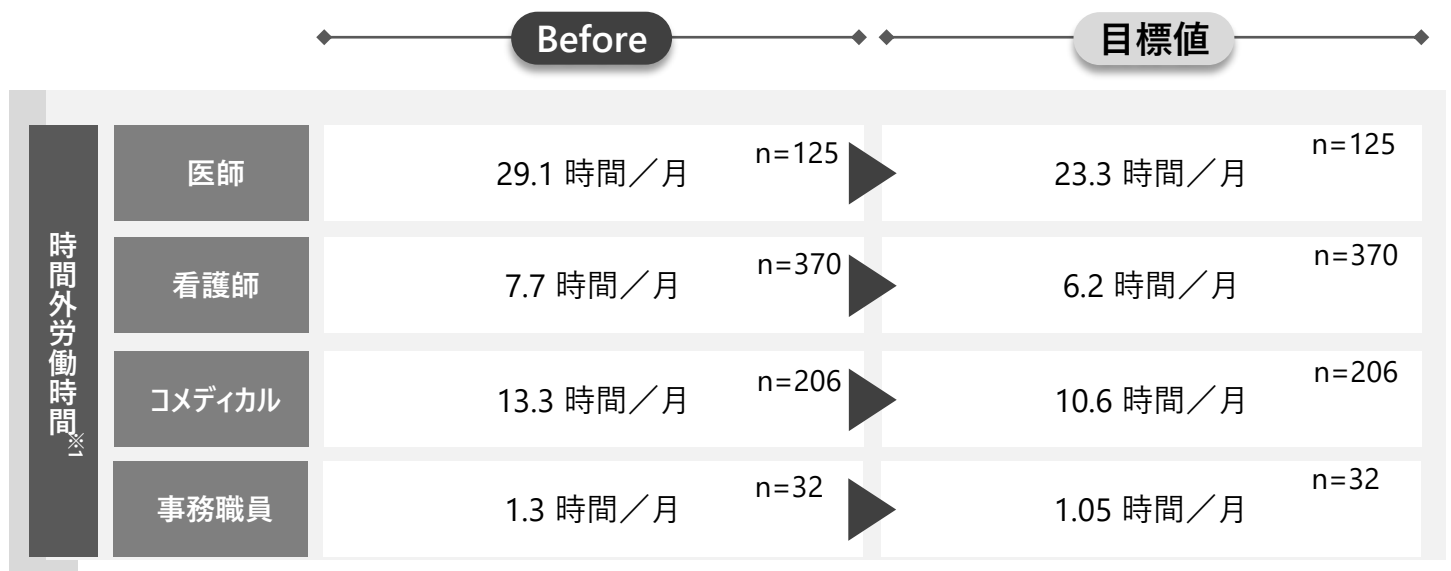 Before
目標値
時間外労働時間※1
医師
29.1 時間／月
n=125
23.3 時間／月
n=125
看護師
7.7 時間／月
n=370
6.2 時間／月
n=370
コメディカル
13.3 時間／月
n=206
10.6 時間／月
n=206
事務職員
1.3 時間／月
n=32
1.05 時間／月
n=32